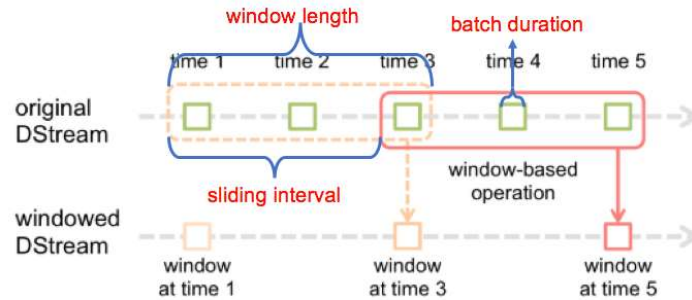 window length
batch duration
time 1
time 2
time 3
time 4
time 5
original
DStream
sliding interval
window-based
operation
windowed
DStream
window
at time 1
window
at time 3
window
at time 5